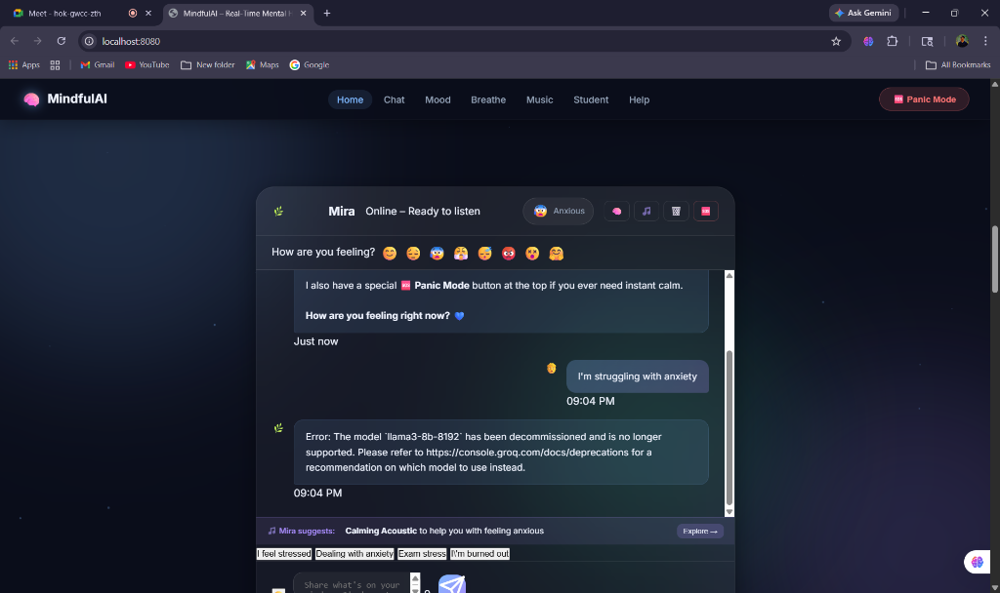 Meet - hok-gwcc-zth
MindfulAI – Real-Time Mental
Ask Gemini
localhost:8080
Apps
Gmail
YouTube
New folder
Maps
Google
All Bookmarks
MindfulAI
Home
Chat
Mood
Breathe
Music
Student
Help
SOS Panic Mode
Mira
Online – Ready to listen
Anxious
SOS
How are you feeling?
I also have a special SOS Panic Mode button at the top if you ever need instant calm.
How are you feeling right now?
Just now
I'm struggling with anxiety
09:04 PM
Error: The model `llama3-8b-8192` has been decommissioned and is no longer
supported. Please refer to https://console.groq.com/docs/deprecations for a
recommendation on which model to use instead.
09:04 PM
Mira suggests: Calming Acoustic to help you with feeling anxious
Explore →
I feel stressed
Dealing with anxiety
Exam stress
I\'m burned out
Share what's on your